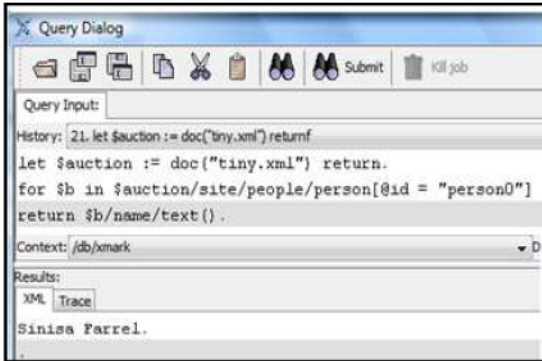 Query Dialog
Submit Kill job
Query Input:
History: 21. let $auction := doc("tiny.xml") returnf
let $auction := doc("tiny.xml") return.
for $b in $auction/site/people/person[@id = "person0"]
return $b/name/text().
Context: /db/xmark D
Results:
XML Trace
Sinisa Farrel.
.